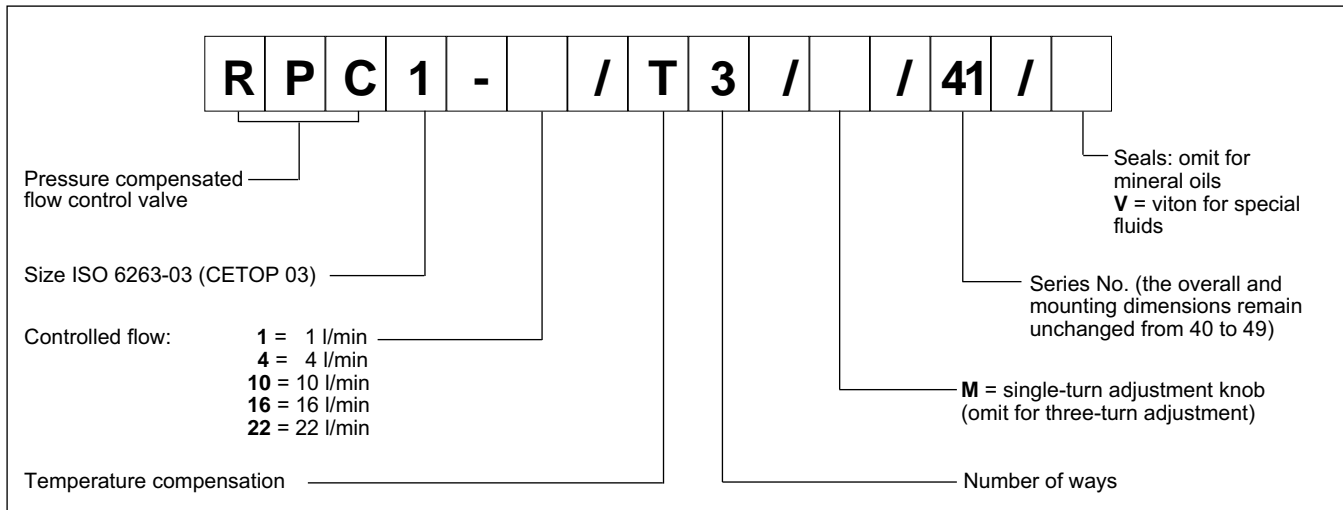 RPC1- /T3/ /41/
Pressure compensated
flow control valve
Size ISO 6263-03 (CETOP 03)
Controlled flow:
1 = 1 l/min
4 = 4 l/min
10 = 10 l/min
16 = 16 l/min
22 = 22 l/min
Temperature compensation
Seals: omit for
mineral oils
V = viton for special
fluids
Series No. (the overall and
mounting dimensions remain
unchanged from 40 to 49)
M = single-turn adjustment knob
(omit for three-turn adjustment)
Number of ways